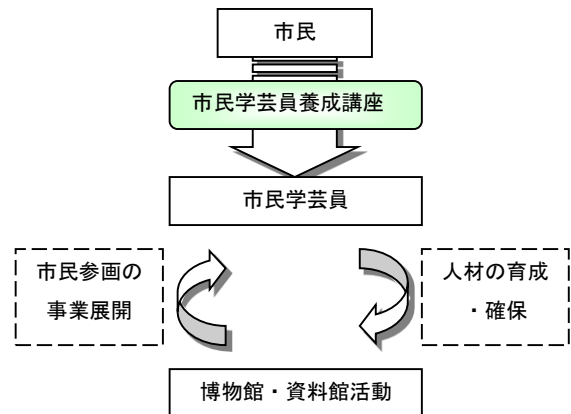 市民
市民学芸員養成講座
市民学芸員
市民参画の
事業展開
人材の育成
・確保
博物館・資料館活動